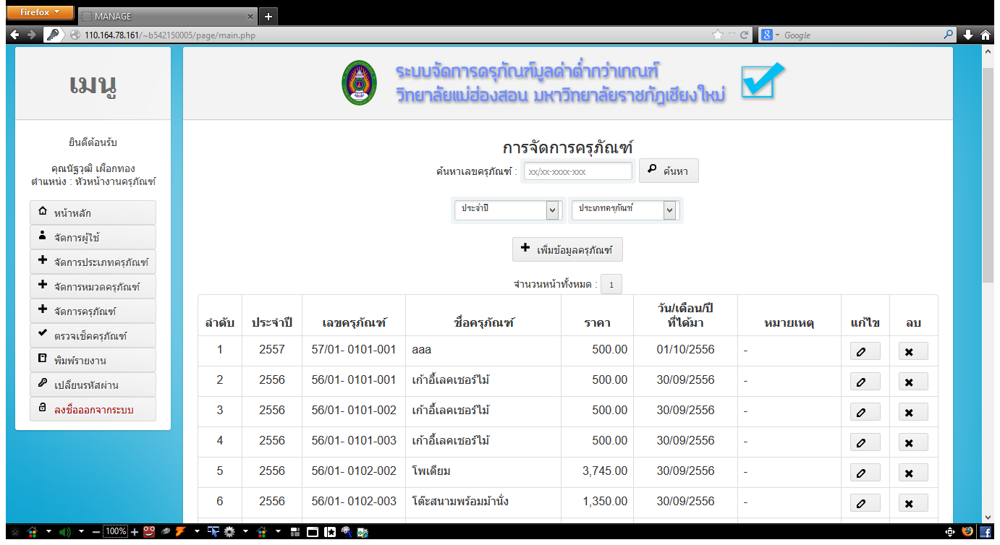 Firefox
MANAGE
110.164.78.161/~b542150005/page/main.php
Google
เมนู
ยินดีต้อนรับ
คุณนัฐวุฒิ เผือกทอง
ตำแหน่ง : หัวหน้างานครุภัณฑ์
หน้าหลัก
จัดการผู้ใช้
จัดการประเภทครุภัณฑ์
จัดการหมวดครุภัณฑ์
จัดการครุภัณฑ์
ตรวจเช็คครุภัณฑ์
พิมพ์รายงาน
เปลี่ยนรหัสผ่าน
ลงชื่อออกจากระบบ
ระบบจัดการครุภัณฑ์มูลค่าต่ำกว่าเกณฑ์
วิทยาลัยแม่ฮ่องสอน มหาวิทยาลัยราชภัฏเชียงใหม่
การจัดการครุภัณฑ์
ค้นหาเลขครุภัณฑ์ : xx/xx-xxxx-xxx ค้นหา
ประจำปี ประเภทครุภัณฑ์
เพิ่มข้อมูลครุภัณฑ์
จำนวนหน้าทั้งหมด : 1
ลำดับ ประจำปี เลขครุภัณฑ์ ชื่อครุภัณฑ์ ราคา วัน/เดือน/ปี ที่ได้มา หมายเหตุ แก้ไข ลบ
1 2557 57/01- 0101-001 aaa 500.00 01/10/2556 -
2 2556 56/01- 0101-001 เก้าอี้เลคเชอร์ไม้ 500.00 30/09/2556 -
3 2556 56/01- 0101-002 เก้าอี้เลคเชอร์ไม้ 500.00 30/09/2556 -
4 2556 56/01- 0101-003 เก้าอี้เลคเชอร์ไม้ 500.00 30/09/2556 -
5 2556 56/01- 0102-002 โพเดียม 3,745.00 30/09/2556 -
6 2556 56/01- 0102-003 โต๊ะสนามพร้อมม้านั่ง 1,350.00 30/09/2556 -
100%